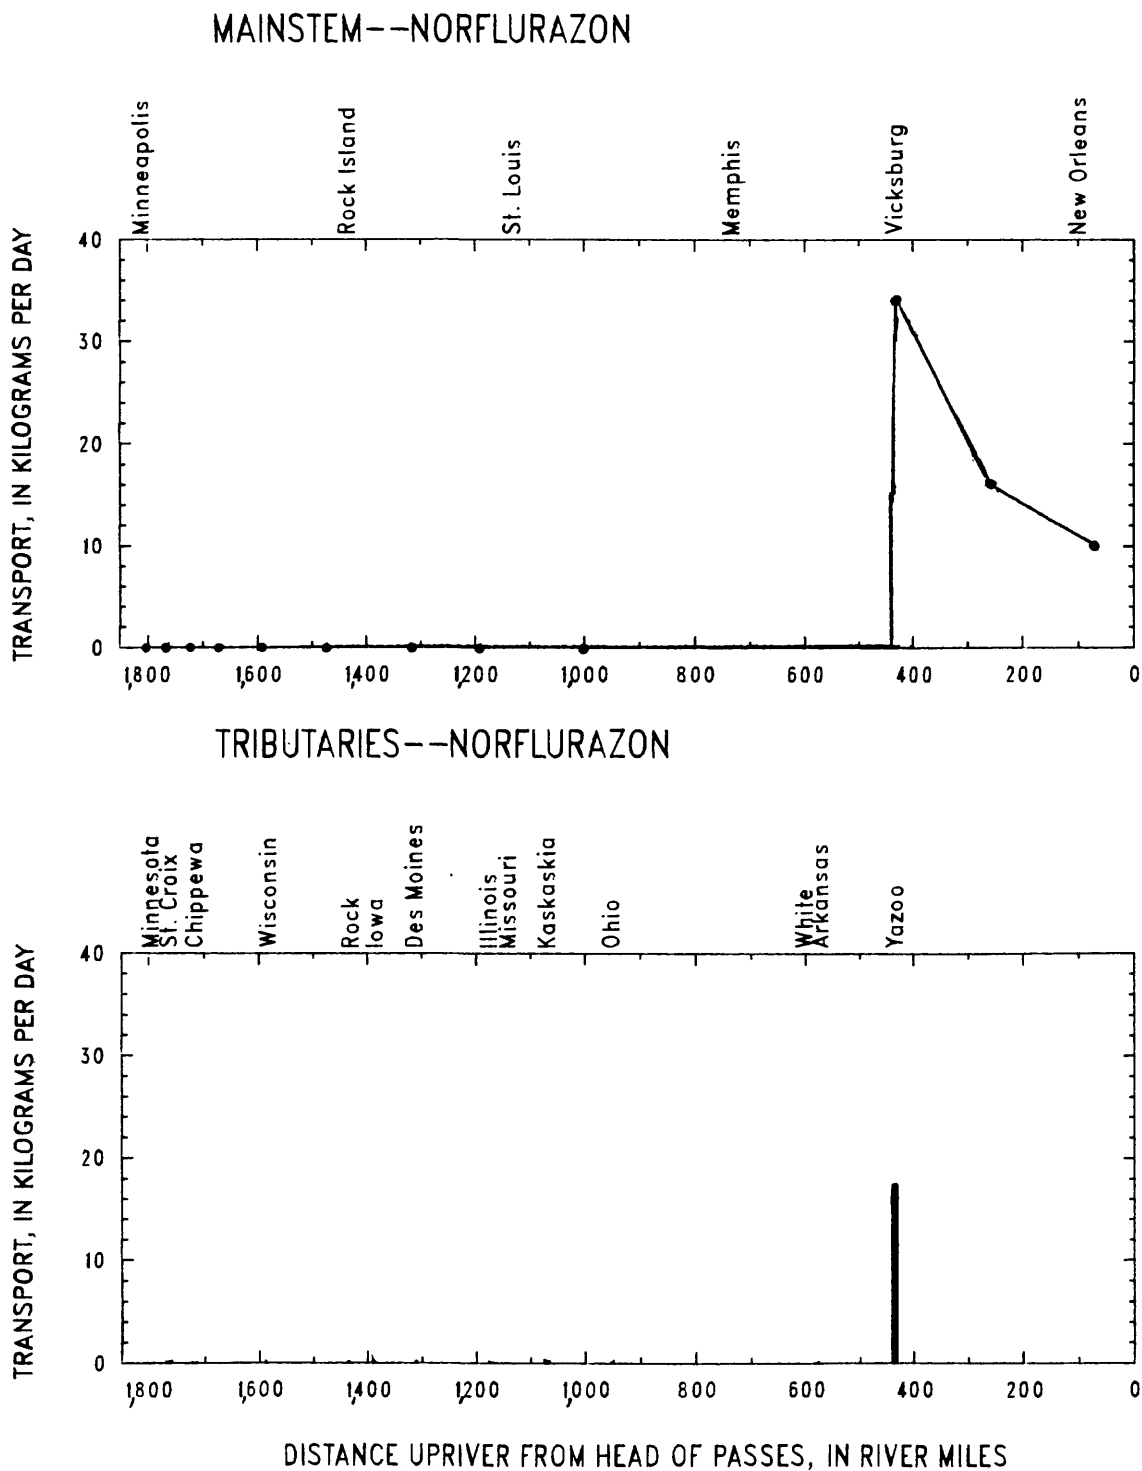 MAINSTEM--NORFLURAZON
Minneapolis
Rock Island
St. Louis
Memphis
Vicksburg
New Orleans
TRANSPORT, IN KILOGRAMS PER DAY
40
30
20
10
0
1,800 1,600 1,400 1,200 1,000 800 600 400 200 0
TRIBUTARIES--NORFLURAZON
Minnesota
St. Croix
Chippewa
Wisconsin
Rock
Iowa
Des Moines
Illinois
Missouri
Kaskaskia
Ohio
White
Arkansas
Yazoo
TRANSPORT, IN KILOGRAMS PER DAY
40
30
20
10
0
1,800 1,600 1,400 1,200 1,000 800 600 400 200 0
DISTANCE UPRIVER FROM HEAD OF PASSES, IN RIVER MILES